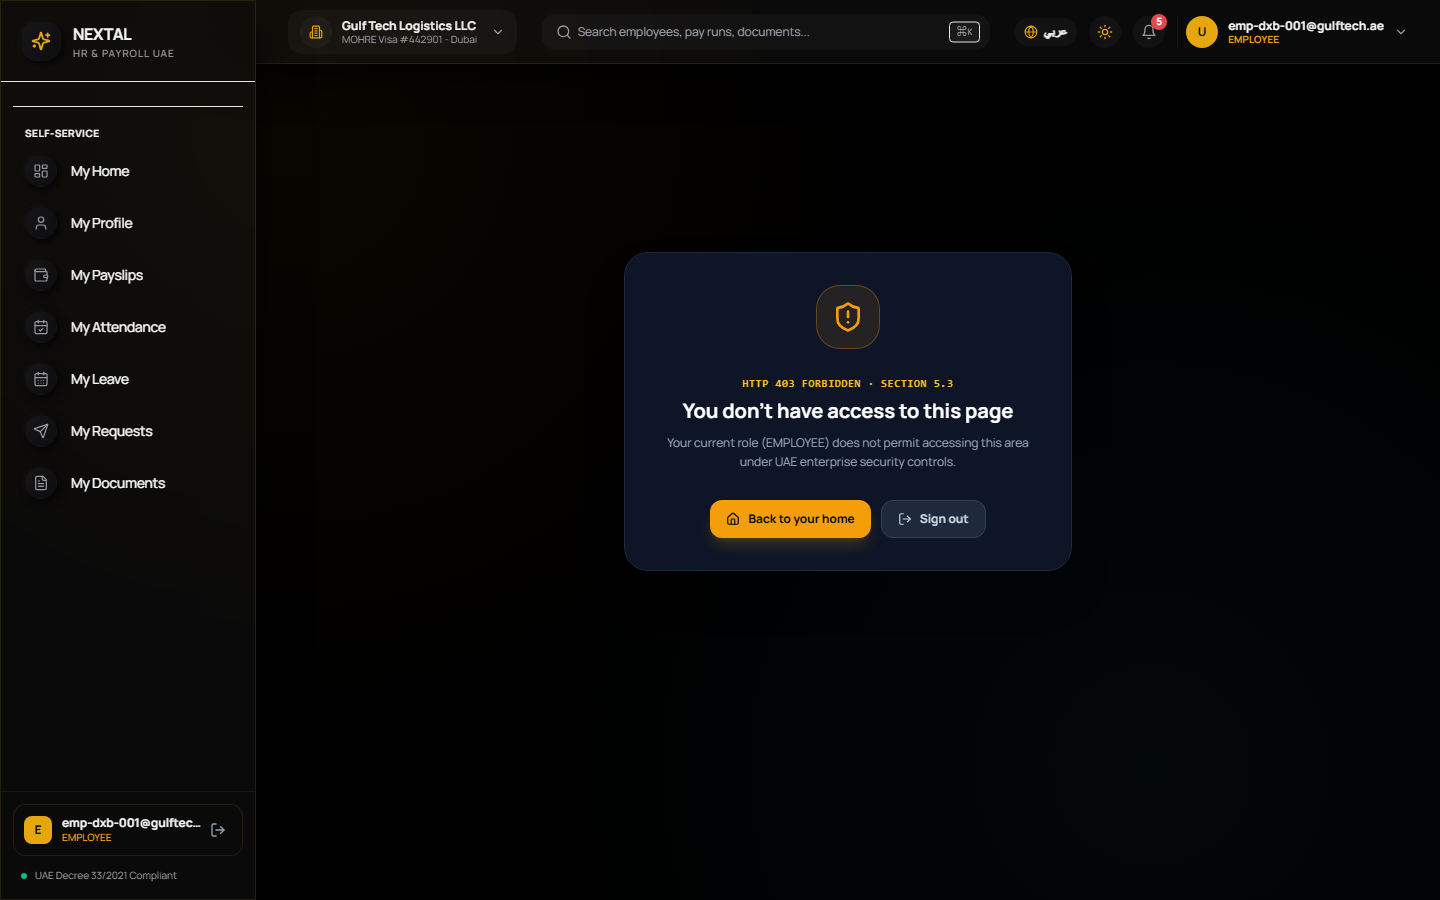 NEXTAL
HR & PAYROLL UAE
Gulf Tech Logistics LLC
MOHRE Visa #442901 - Dubai
Search employees, pay runs, documents...
⌘K
عربي
5
U
emp-dxb-001@gulftech.ae
EMPLOYEE
SELF-SERVICE
My Home
My Profile
My Payslips
My Attendance
My Leave
My Requests
My Documents
HTTP 403 FORBIDDEN · SECTION 5.3
You don't have access to this page
Your current role (EMPLOYEE) does not permit accessing this area
under UAE enterprise security controls.
Back to your home
Sign out
E
emp-dxb-001@gulftec...
EMPLOYEE
UAE Decree 33/2021 Compliant